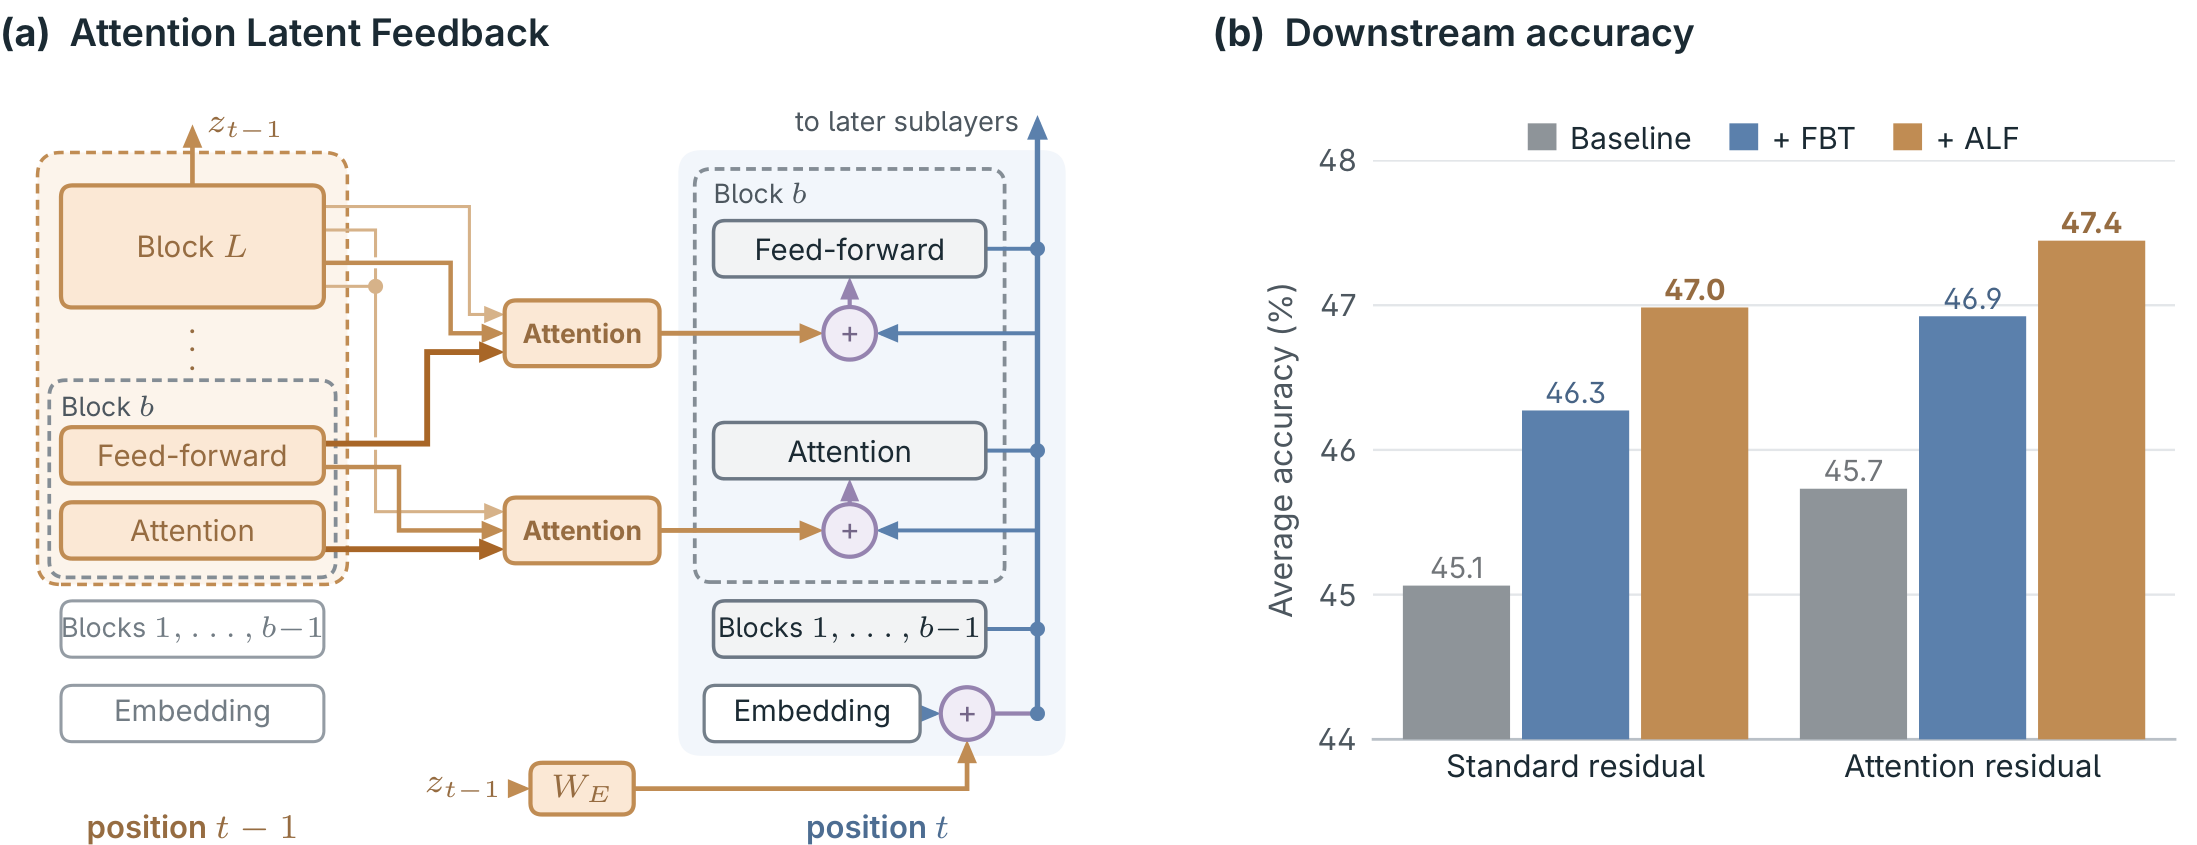 (a) Attention Latent Feedback
z_{t−1}
Block L
Block b
Feed-forward
Attention
Blocks 1, . . . , b−1
Embedding
position t − 1
Attention
Attention
z_{t−1}
W_E
to later sublayers
Block b
Feed-forward
+
Attention
+
Blocks 1, . . . , b−1
Embedding
+
position t
(b) Downstream accuracy
Baseline
+ FBT
+ ALF
Average accuracy (%)
48
47
46
45
44
45.1
46.3
47.0
45.7
46.9
47.4
Standard residual
Attention residual